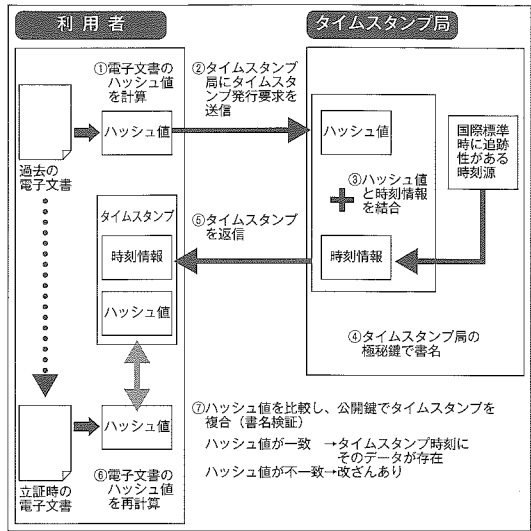 利用者
タイムスタンプ局
①電子文書の
ハッシュ値
を計算
②タイムスタンプ
局にタイムスタ
ンプ発行要求を
送信
ハッシュ値
ハッシュ値
国際標準
時に追跡
性がある
時刻源
過去の
電子文書
③ハッシュ値
と時刻情報
を結合
タイムスタンプ
⑤タイムスタンプ
を返信
時刻情報
時刻情報
ハッシュ値
④タイムスタンプ局の
極秘鍵で書名
ハッシュ値
⑦ハッシュ値を比較し、公開鍵でタイムスタンプを
複合(書名検証)
ハッシュ値が一致 →タイムスタンプ時刻に
そのデータが存在
ハッシュ値が不一致→改ざんあり
立証時の
電子文書
⑥電子文書の
ハッシュ値
を再計算